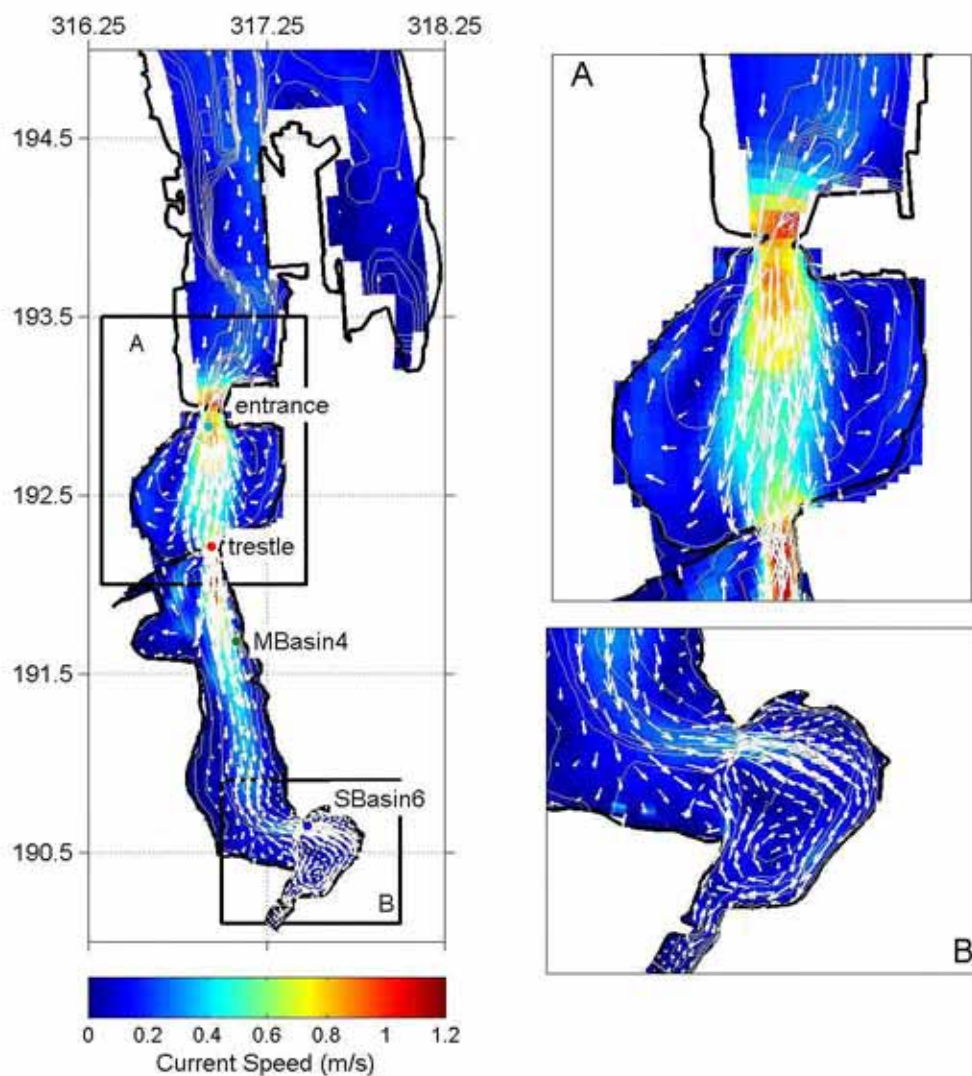 316.25 317.25 318.25
194.5
193.5
192.5
191.5
190.5
A
entrance
trestle
MBasin4
SBasin6
B
0 0.2 0.4 0.6 0.8 1 1.2
Current Speed (m/s)
A
B